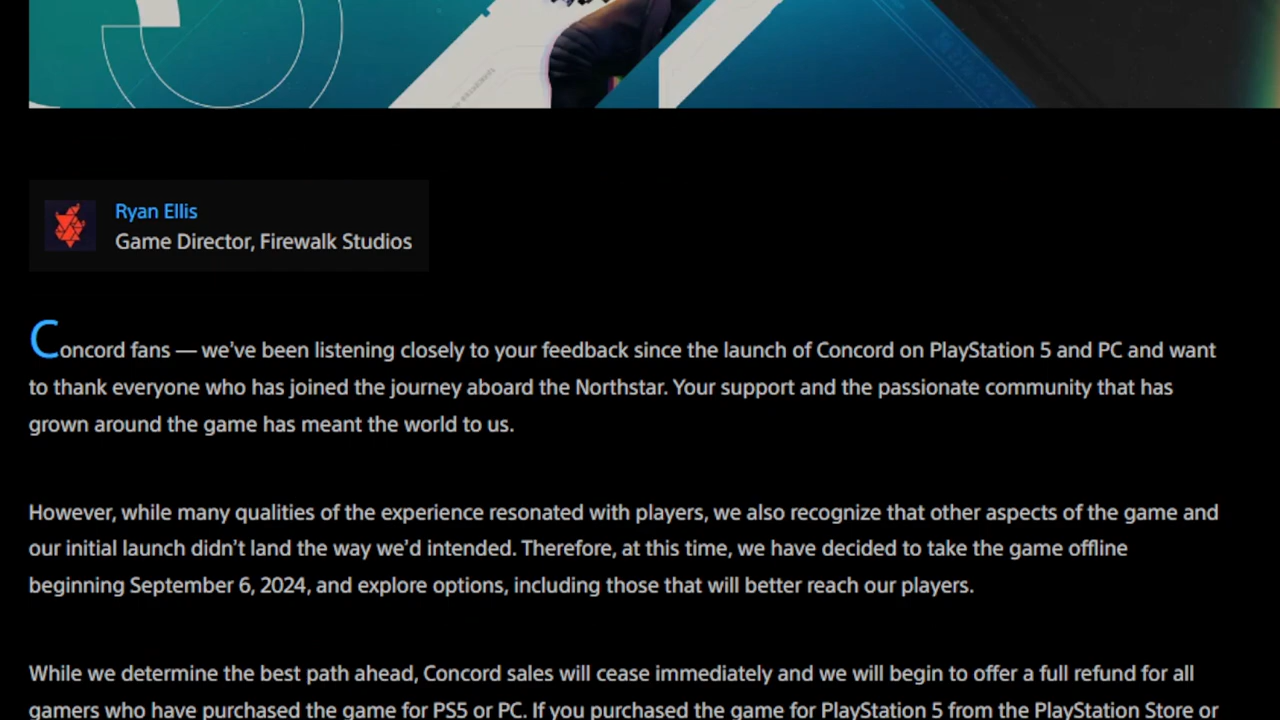 Ryan Ellis
Game Director, Firewalk Studios
Concord fans — we’ve been listening closely to your feedback since the launch of Concord on PlayStation 5 and PC and want
to thank everyone who has joined the journey aboard the Northstar. Your support and the passionate community that has
grown around the game has meant the world to us.
However, while many qualities of the experience resonated with players, we also recognize that other aspects of the game and
our initial launch didn’t land the way we’d intended. Therefore, at this time, we have decided to take the game offline
beginning September 6, 2024, and explore options, including those that will better reach our players.
While we determine the best path ahead, Concord sales will cease immediately and we will begin to offer a full refund for all
gamers who have purchased the game for PS5 or PC. If you purchased the game for PlayStation 5 from the PlayStation Store or